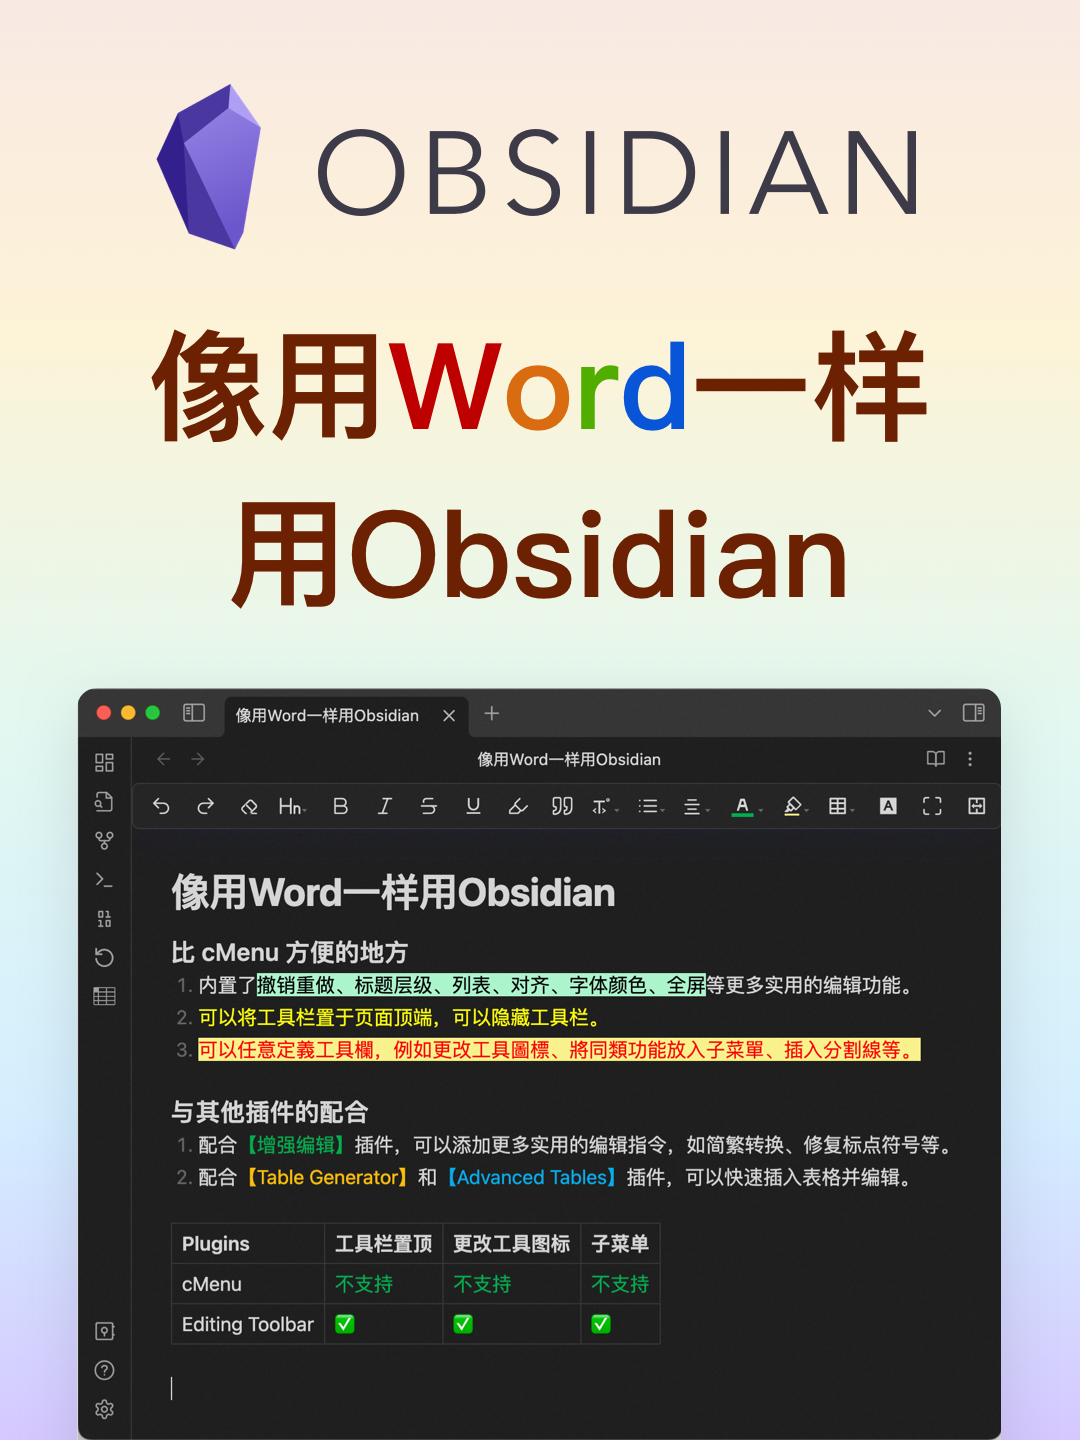 OBSIDIAN
像用Word一样
用Obsidian
像用Word一样用Obsidian
像用Word一样用Obsidian
Hn B I S U A A
像用Word一样用Obsidian
比 cMenu 方便的地方
1. 内置了撤销重做、标题层级、列表、对齐、字体颜色、全屏等更多实用的编辑功能。
2. 可以将工具栏置于页面顶端，可以隐藏工具栏。
3. 可以任意定義工具欄，例如更改工具圖標、將同類功能放入子菜單、插入分割線等。
与其他插件的配合
1. 配合【增强编辑】插件，可以添加更多实用的编辑指令，如简繁转换、修复标点符号等。
2. 配合【Table Generator】和【Advanced Tables】插件，可以快速插入表格并编辑。
Plugins 工具栏置顶 更改工具图标 子菜单
cMenu 不支持 不支持 不支持
Editing Toolbar ✅ ✅ ✅